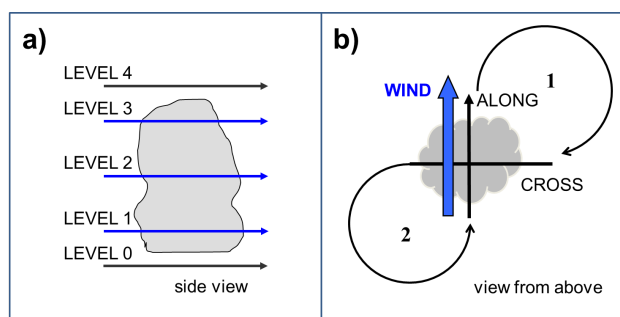 a)
LEVEL 4
LEVEL 3
LEVEL 2
LEVEL 1
LEVEL 0
side view
b)
1
WIND
ALONG
CROSS
2
view from above